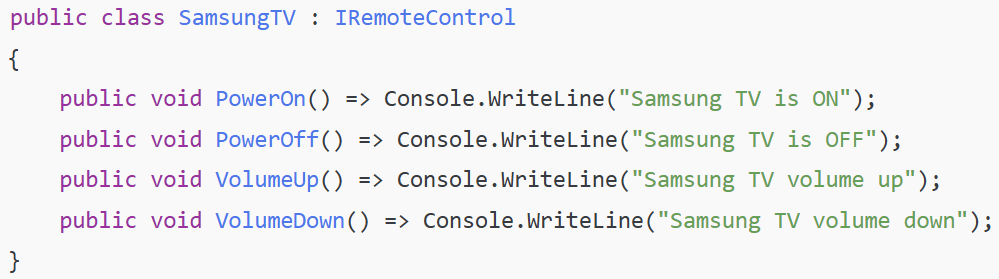 public class SamsungTV : IRemoteControl
{
    public void PowerOn() => Console.WriteLine("Samsung TV is ON");
    public void PowerOff() => Console.WriteLine("Samsung TV is OFF");
    public void VolumeUp() => Console.WriteLine("Samsung TV volume up");
    public void VolumeDown() => Console.WriteLine("Samsung TV volume down");
}